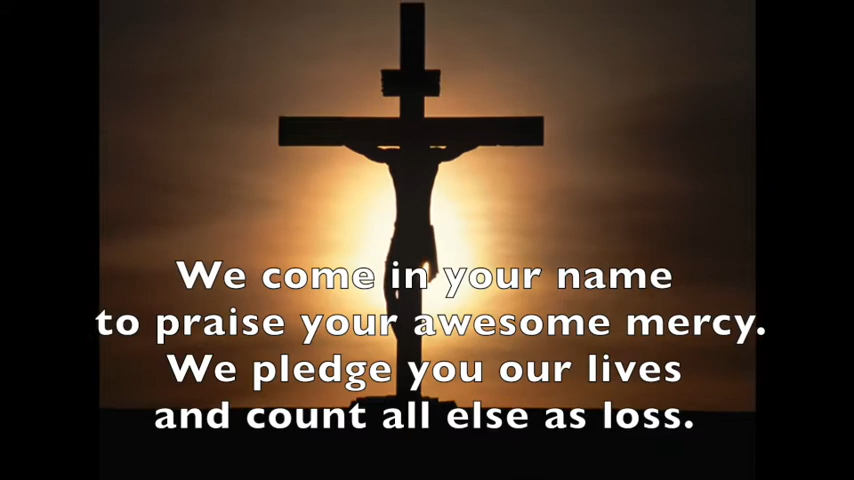 We come in your name
to praise your awesome mercy.
We pledge you our lives
and count all else as loss.